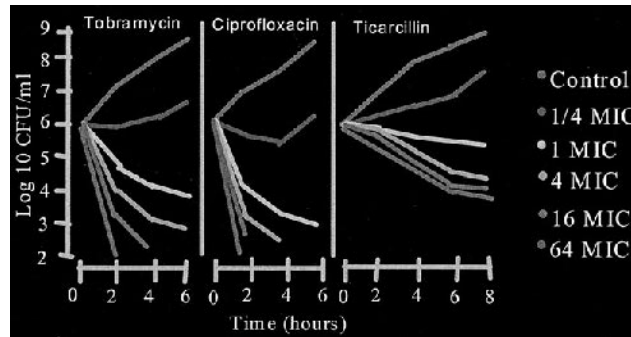 Tobramycin Ciprofloxacin Ticarcillin
9
8
7
6
5
4
3
2
Log 10 CFU/ml
Control
1/4 MIC
1 MIC
4 MIC
16 MIC
64 MIC
0 2 4 6 0 2 4 6 0 2 4 6 8
Time (hours)